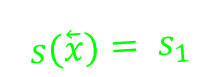 s(x⃖) = s₁